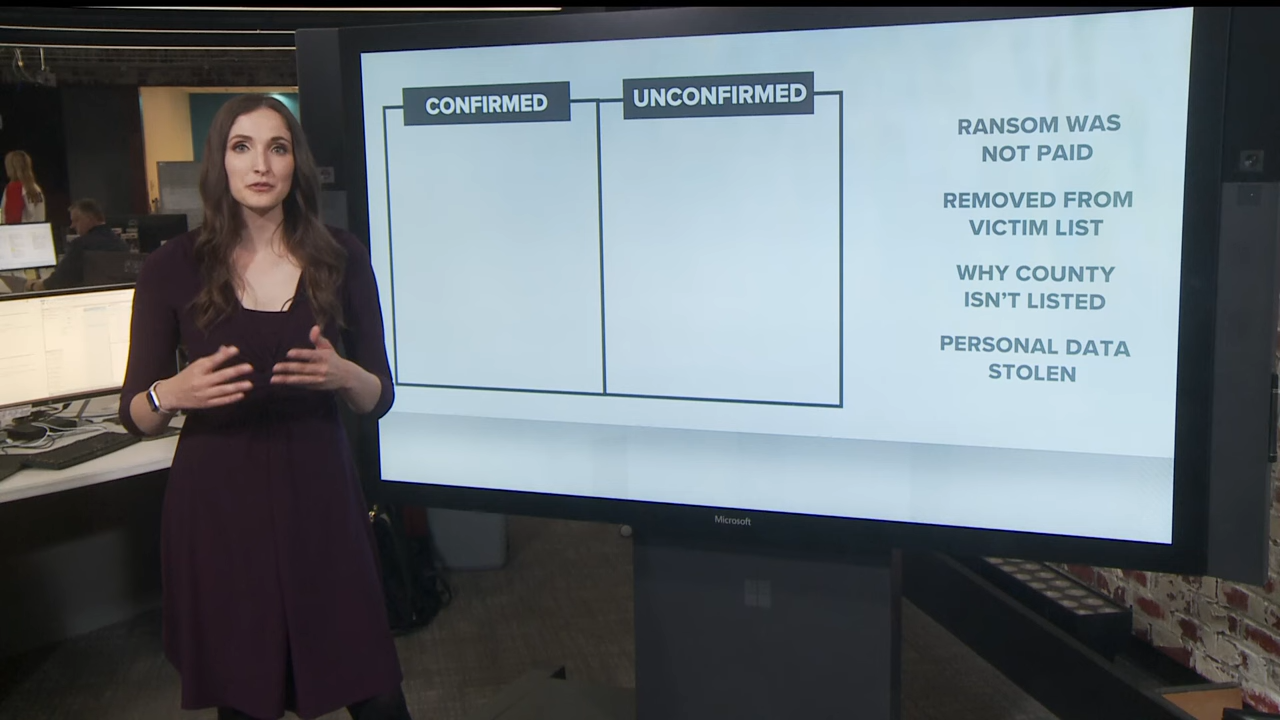 CONFIRMED
UNCONFIRMED
RANSOM WAS
NOT PAID
REMOVED FROM
VICTIM LIST
WHY COUNTY
ISN'T LISTED
PERSONAL DATA
STOLEN
Microsoft